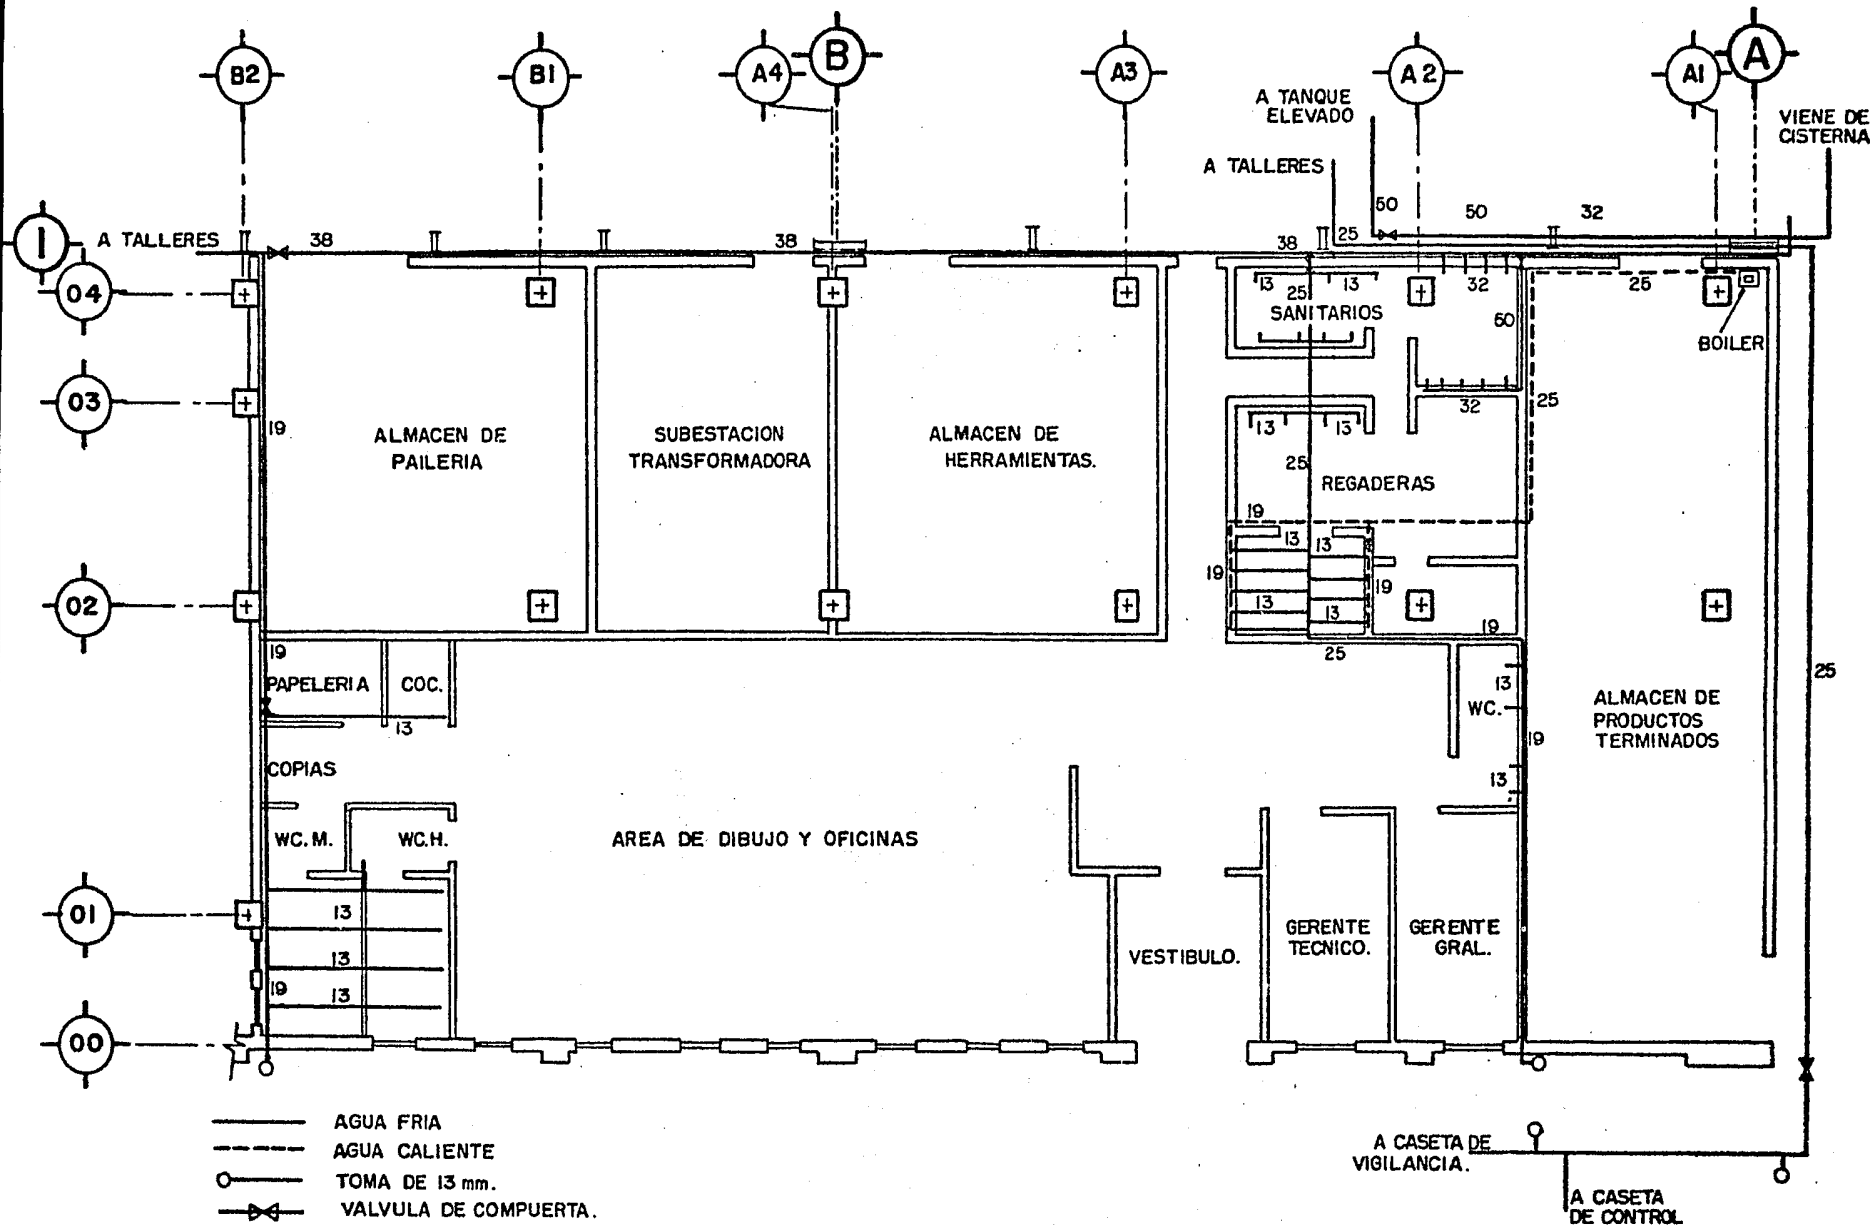 B2
B1
A4
B
A3
A2
A1
A
A TANQUE
ELEVADO
VIENE DE
CISTERNA
A TALLERES
50
50
32
1
A TALLERES
38
38
38
25
04
13
25
13
32
25
SANITARIOS
50
BOILER
03
32
25
19
13
13
ALMACEN DE
PAILERIA
SUBESTACION
TRANSFORMADORA
ALMACEN DE
HERRAMIENTAS.
25
REGADERAS
19
13
13
19
19
02
13
13
19
19
25
25
PAPELERIA
COC.
13
WC.
ALMACEN DE
PRODUCTOS
TERMINADOS
13
19
COPIAS
13
WC.M.
WC.H.
AREA DE DIBUJO Y OFICINAS
01
13
GERENTE
TECNICO.
GERENTE
GRAL.
VESTIBULO.
13
19
13
00
AGUA FRIA
AGUA CALIENTE
TOMA DE 13 mm.
VALVULA DE COMPUERTA.
A CASETA DE
VIGILANCIA.
A CASETA
DE CONTROL